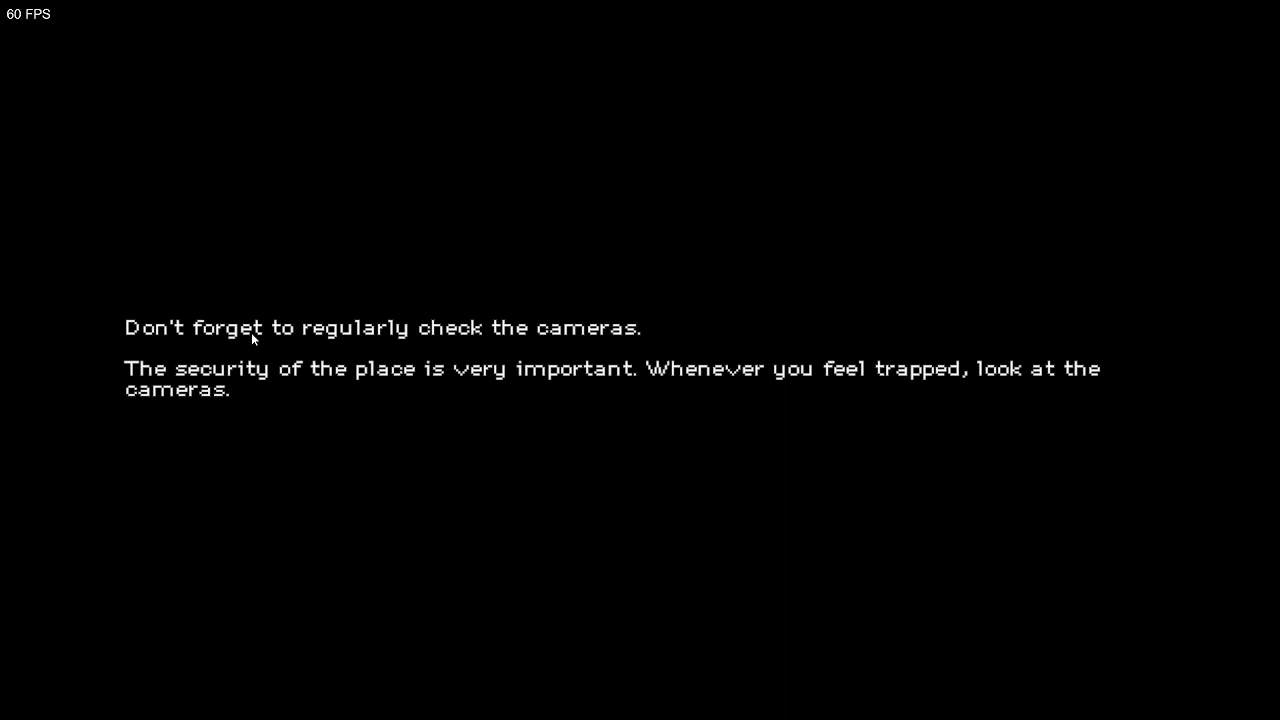 60 FPS
Don't forget to regularly check the cameras.
The security of the place is very important. Whenever you feel trapped, look at the
cameras.